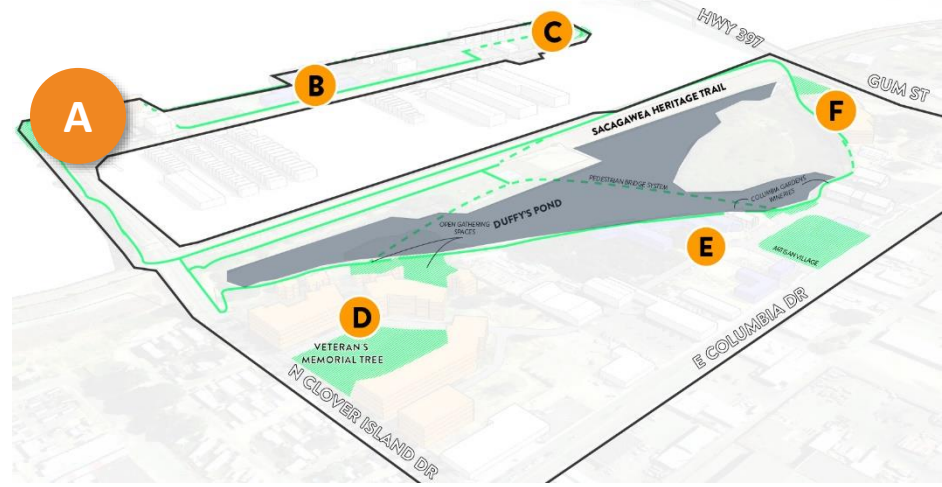 HWY 397
C
GUM ST
B
A
F
SACAGAWEA HERITAGE TRAIL
PEDESTRIAN BRIDGE SYSTEM
COLUMBIA GARDENS
WINERIES
DUFFY'S POND
OPEN GATHERING
SPACES
E
ARTISAN VILLAGE
D
VETERAN'S
MEMORIAL TREE
E COLUMBIA DR
N CLOVER ISLAND DR